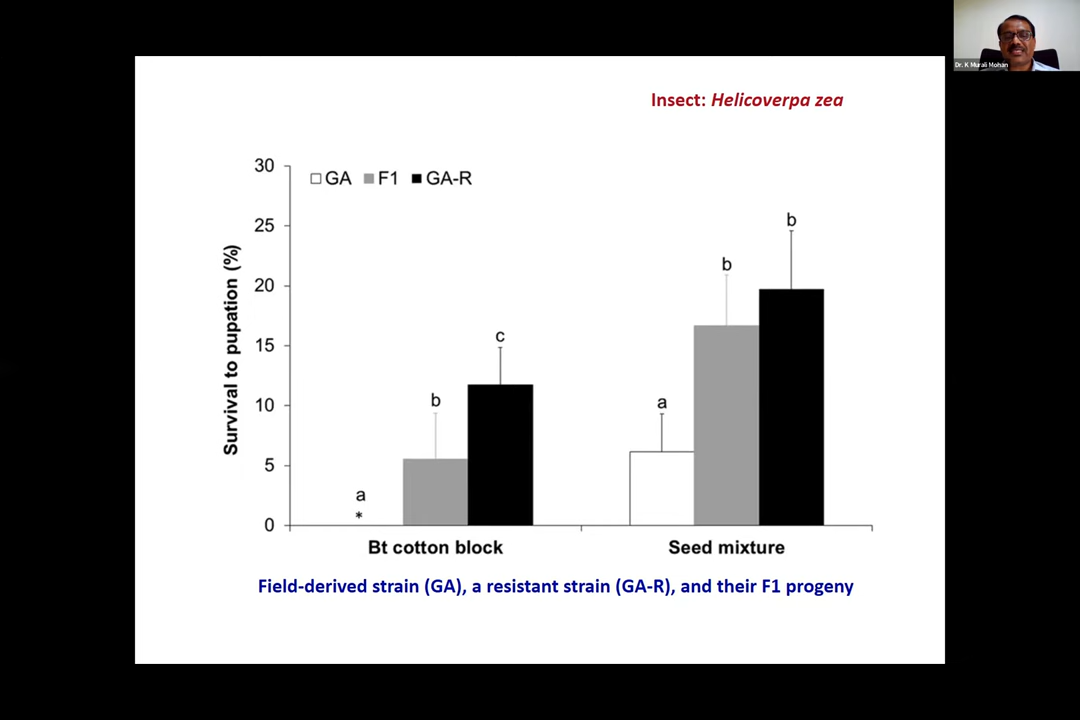 Dr. K Murali Mohan
Insect: Helicoverpa zea
GA F1 GA-R
Survival to pupation (%)
30
25
20
15
10
5
0
a
*
b
c
a
b
b
Bt cotton block
Seed mixture
Field-derived strain (GA), a resistant strain (GA-R), and their F1 progeny